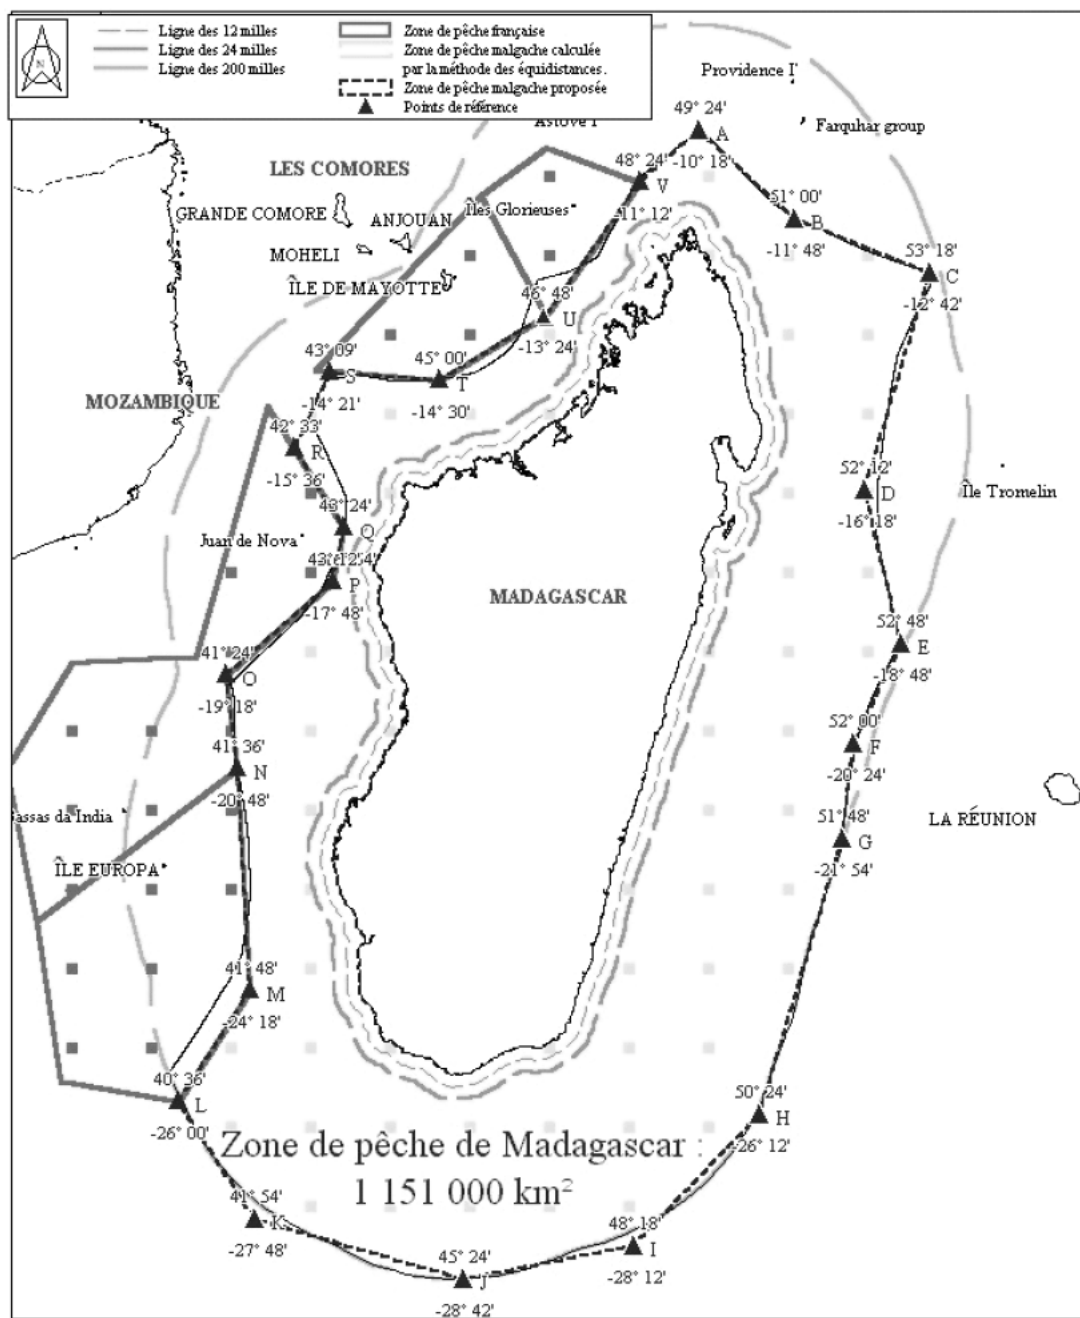 Ligne des 12 milles
Ligne des 24 milles
Ligne des 200 milles
Zone de pêche française
Zone de pêche malgache calculée
par la méthode des équidistances.
Zone de pêche malgache proposée
Points de référence
N
Providence I
Astove I
Farquhar group
49° 24'
A
-10° 18'
LES COMORES
48° 24'
V
-11° 12'
GRANDE COMORE
ANJOUAN
Îles Glorieuses
51° 00'
B
-11° 48'
MOHELI
ÎLE DE MAYOTTE
53° 18'
C
-12° 42'
46° 48'
U
-13° 24'
43° 09'
S
-14° 21'
45° 00'
T
-14° 30'
MOZAMBIQUE
42° 33'
R
-15° 36'
52° 12'
D
-16° 18'
Île Tromelin
43° 24'
Q
Juan de Nova
P
-17° 48'
MADAGASCAR
52° 48'
E
-18° 48'
41° 24'
O
-19° 18'
52° 00'
F
-20° 24'
41° 36'
N
-20° 48'
LA RÉUNION
51° 48'
G
-21° 54'
Bassas da India
ÎLE EUROPA
41° 48'
M
-24° 18'
40° 36'
L
-26° 00'
50° 24'
H
-26° 12'
Zone de pêche de Madagascar :
1 151 000 km²
41° 54'
K
-27° 48'
48° 18'
I
-28° 12'
45° 24'
J
-28° 42'